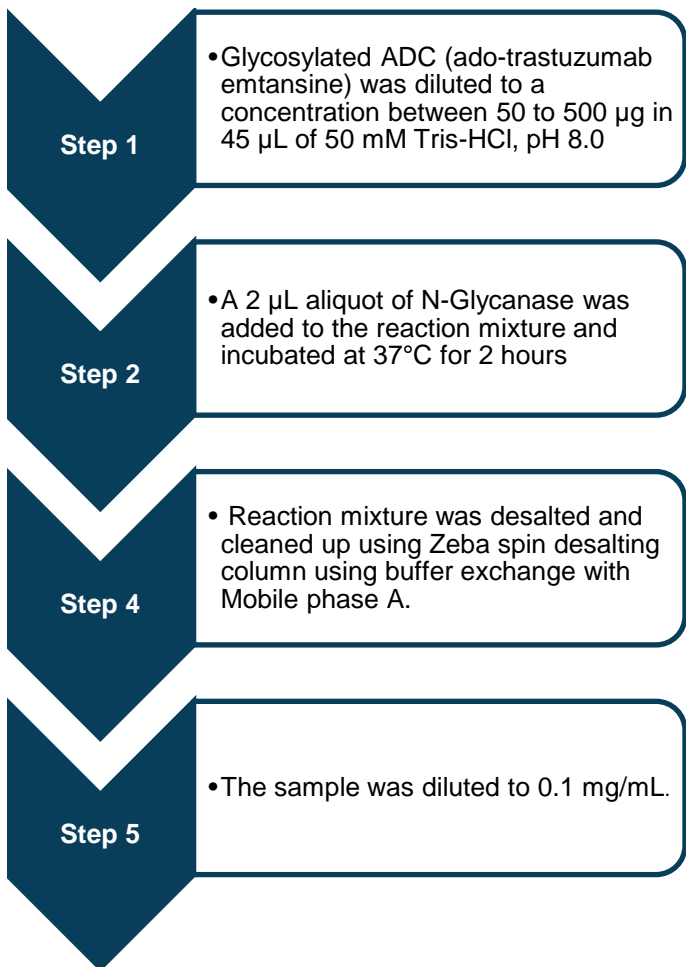 Step 1
•Glycosylated ADC (ado-trastuzumab
emtansine) was diluted to a
concentration between 50 to 500 µg in
45 µL of 50 mM Tris-HCl, pH 8.0
Step 2
•A 2 µL aliquot of N-Glycanase was
added to the reaction mixture and
incubated at 37°C for 2 hours
Step 4
• Reaction mixture was desalted and
cleaned up using Zeba spin desalting
column using buffer exchange with
Mobile phase A.
Step 5
•The sample was diluted to 0.1 mg/mL.